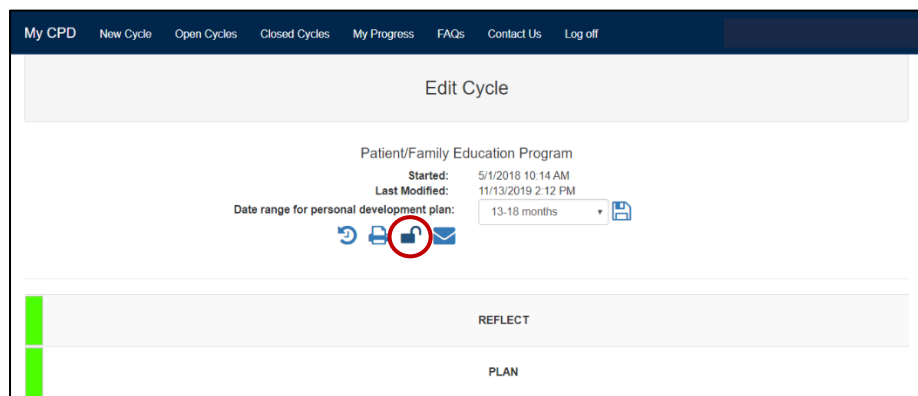 My CPD New Cycle Open Cycles Closed Cycles My Progress FAQs Contact Us Log off
Edit Cycle
Patient/Family Education Program
Started: 5/1/2018 10:14 AM
Last Modified: 11/13/2019 2:12 PM
Date range for personal development plan: 13-18 months
REFLECT
PLAN